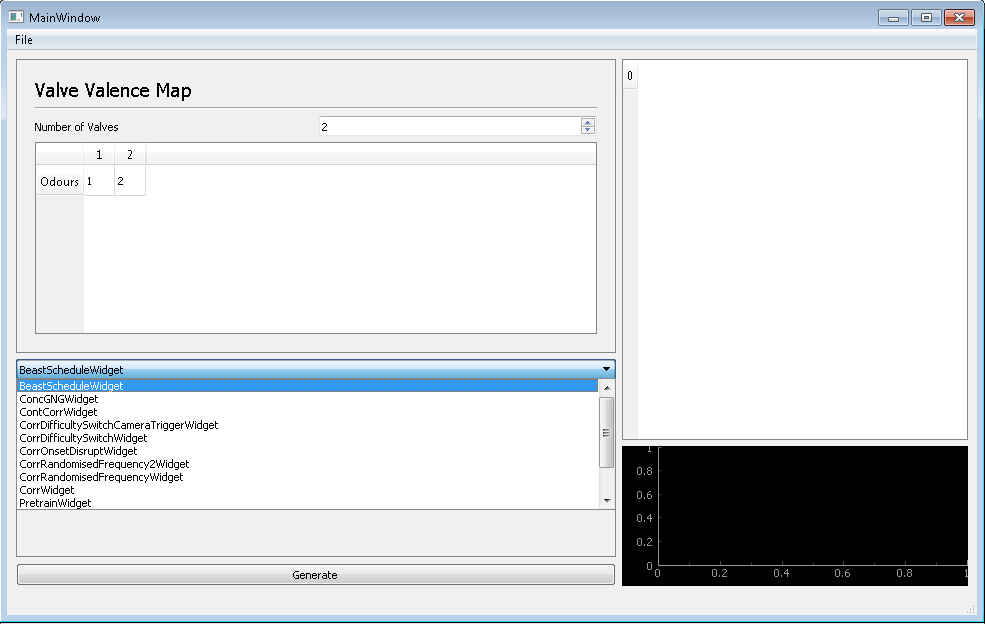 MainWindow
File
Valve Valence Map
Number of Valves 2
1 2
Odours 1 2
BeastScheduleWidget
BeastScheduleWidget
ConcGNGWidget
ContCorrWidget
CorrDifficultySwitchCameraTriggerWidget
CorrDifficultySwitchWidget
CorrOnsetDisruptWidget
CorrRandomisedFrequency2Widget
CorrRandomisedFrequencyWidget
CorrWidget
PretrainWidget
Generate
0
1
0.8
0.6
0.4
0.2
0
0 0.2 0.4 0.6 0.8 1